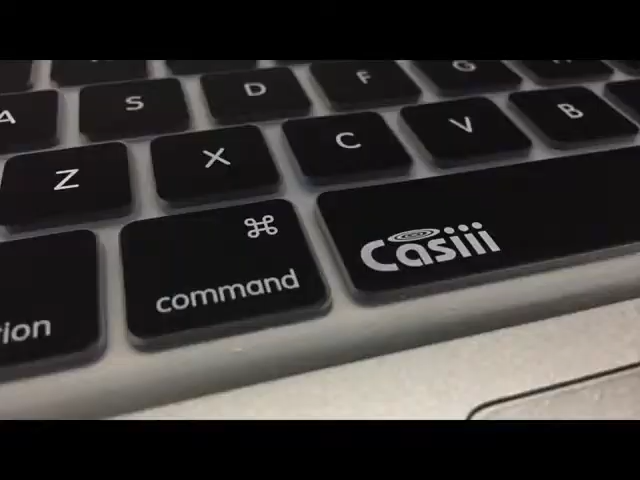 A S D F G
Z X C V B
⌘
command
Casiii
tion